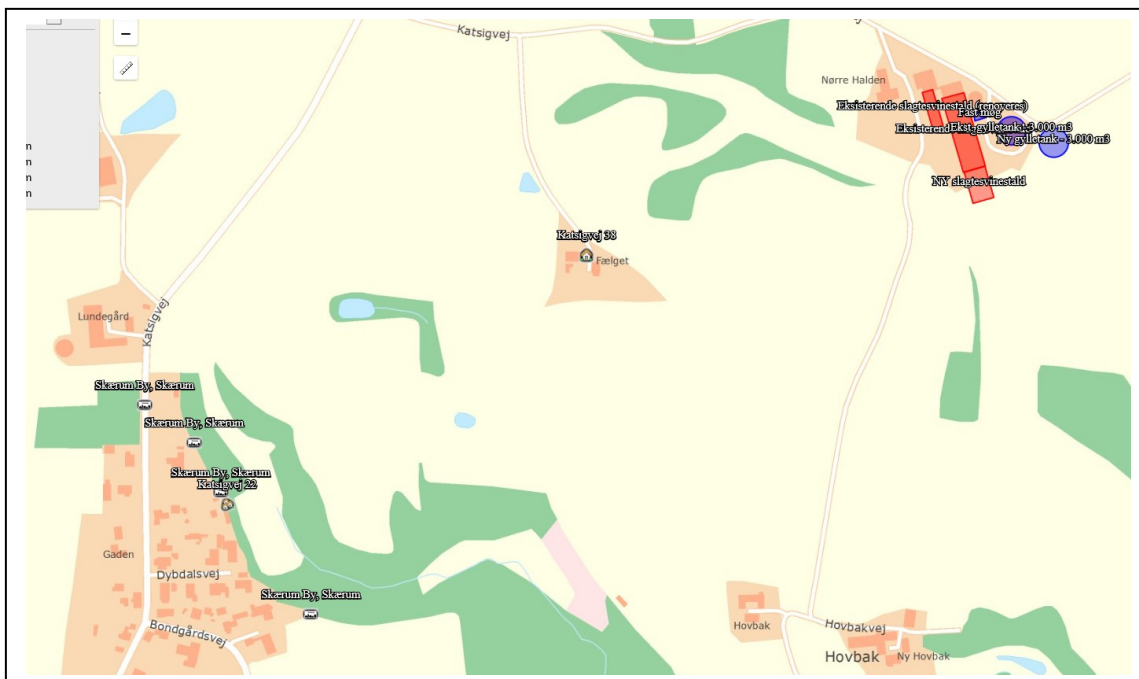 Katsigvej
Nørre Halden
Eksisterende slagtesvinestald (renoveres)
Fast møg
Ekst. gylletank - 3.000 m3
Ny gylletank - 3.000 m3
NY slagtesvinestald
Katsigvej 38
Fælget
Lundegård
Katsigvej
Skærum By, Skærum
Skærum By, Skærum
Skærum By, Skærum
Katsigvej 22
Gaden
Dybdalsvej
Skærum By, Skærum
Bondgårdsvej
Hovbak
Hovbakvej
Hovbak
Ny Hovbak